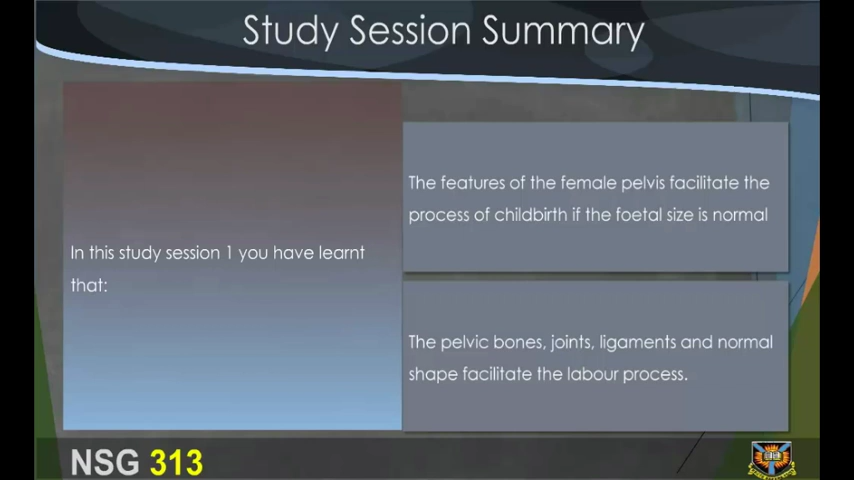 Study Session Summary
In this study session 1 you have learnt
that:
The features of the female pelvis facilitate the
process of childbirth if the foetal size is normal
The pelvic bones, joints, ligaments and normal
shape facilitate the labour process.
NSG 313